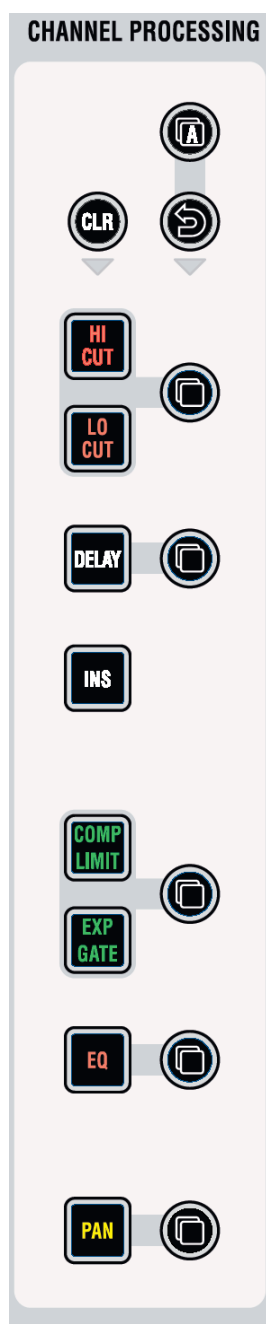 CHANNEL PROCESSING
A
CLR
HI
CUT
LO
CUT
DELAY
INS
COMP
LIMIT
EXP
GATE
EQ
PAN